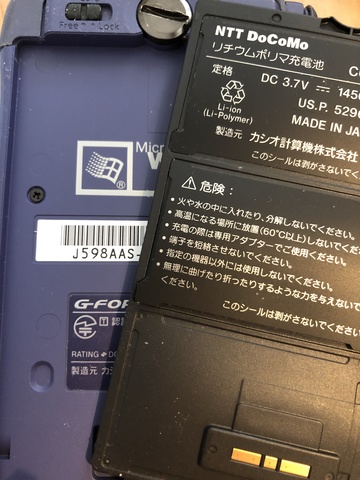 Free Lock
NTT DoCoMo
リチウムポリマ充電池
定格
DC 3.7V
Li-ion
(Li-Polymer)
U.S.P.
MADE IN
製造元 カシオ計算機株式会社
このシールは剥がさないでください
⚠危険:
• 火や水の中に入れたり、分解しないでください。
• 高温になる場所に放置(60℃以上)しないでください
• 充電の際は専用アダプターでご使用ください。
• 端子を短絡させないでください。
• 指定の機器以外には使用しないでください。
• 無理に曲げたり折ったりするような力を与えないで
ください。
このシールは剥がさないでください
J598AAS-
G-FOR
RATING
製造元